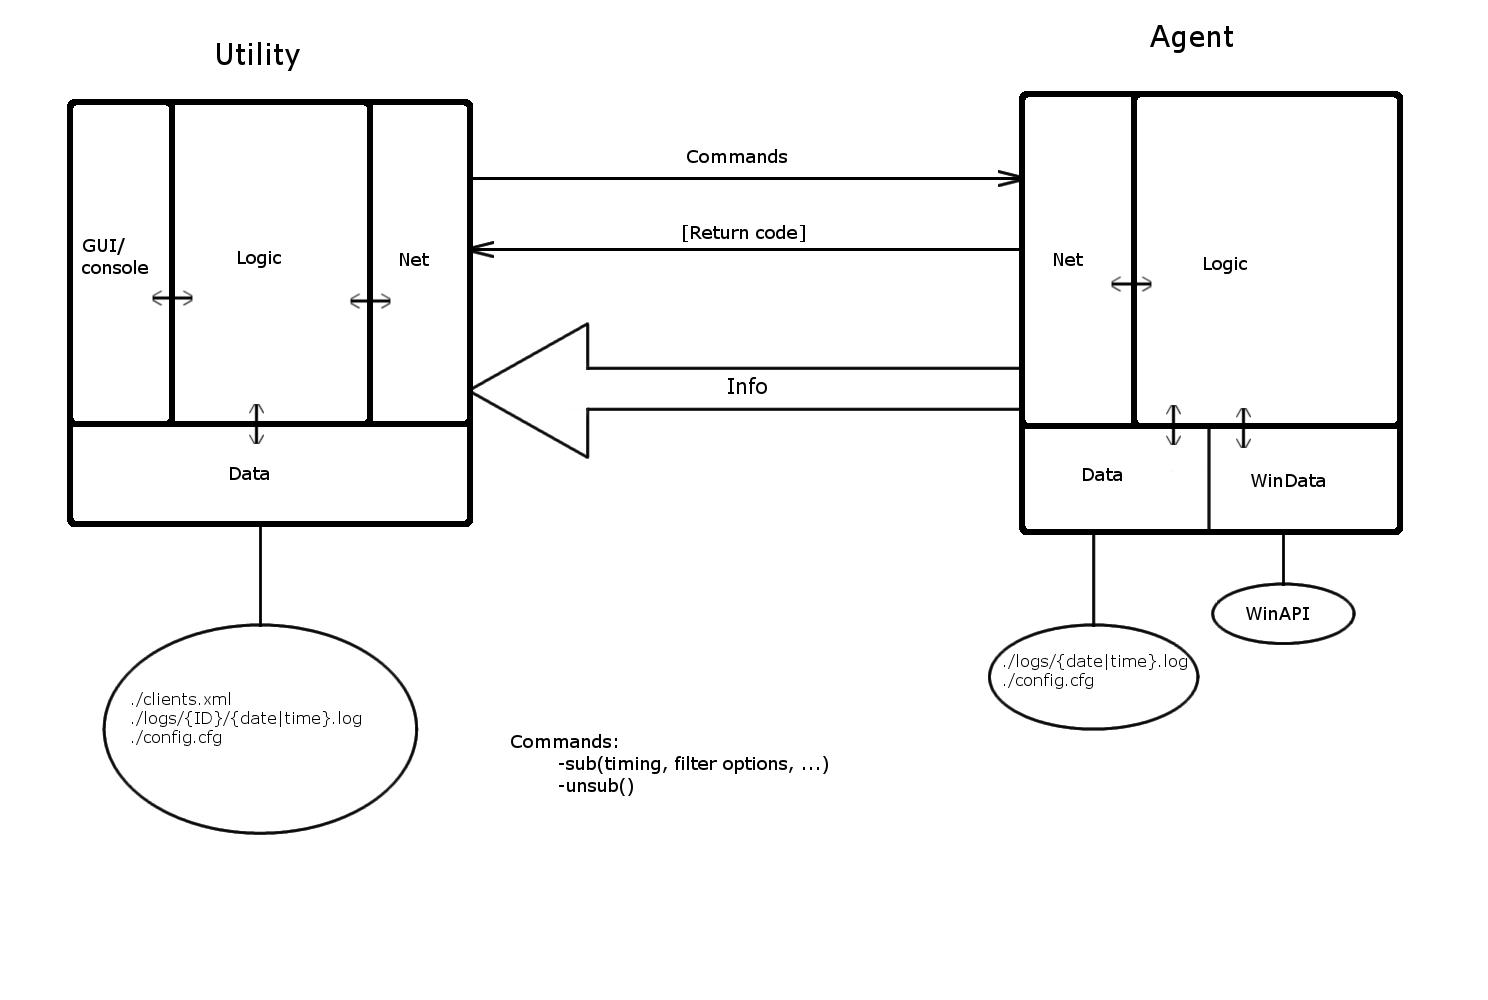 Utility
Agent
Commands
[Return code]
GUI/
console
Logic
Net
Net
Logic
Info
Data
Data
WinData
WinAPI
./logs/{date|time}.log
./config.cfg
./clients.xml
./logs/{ID}/{date|time}.log
./config.cfg
Commands:
-sub(timing, filter options, ...)
-unsub()